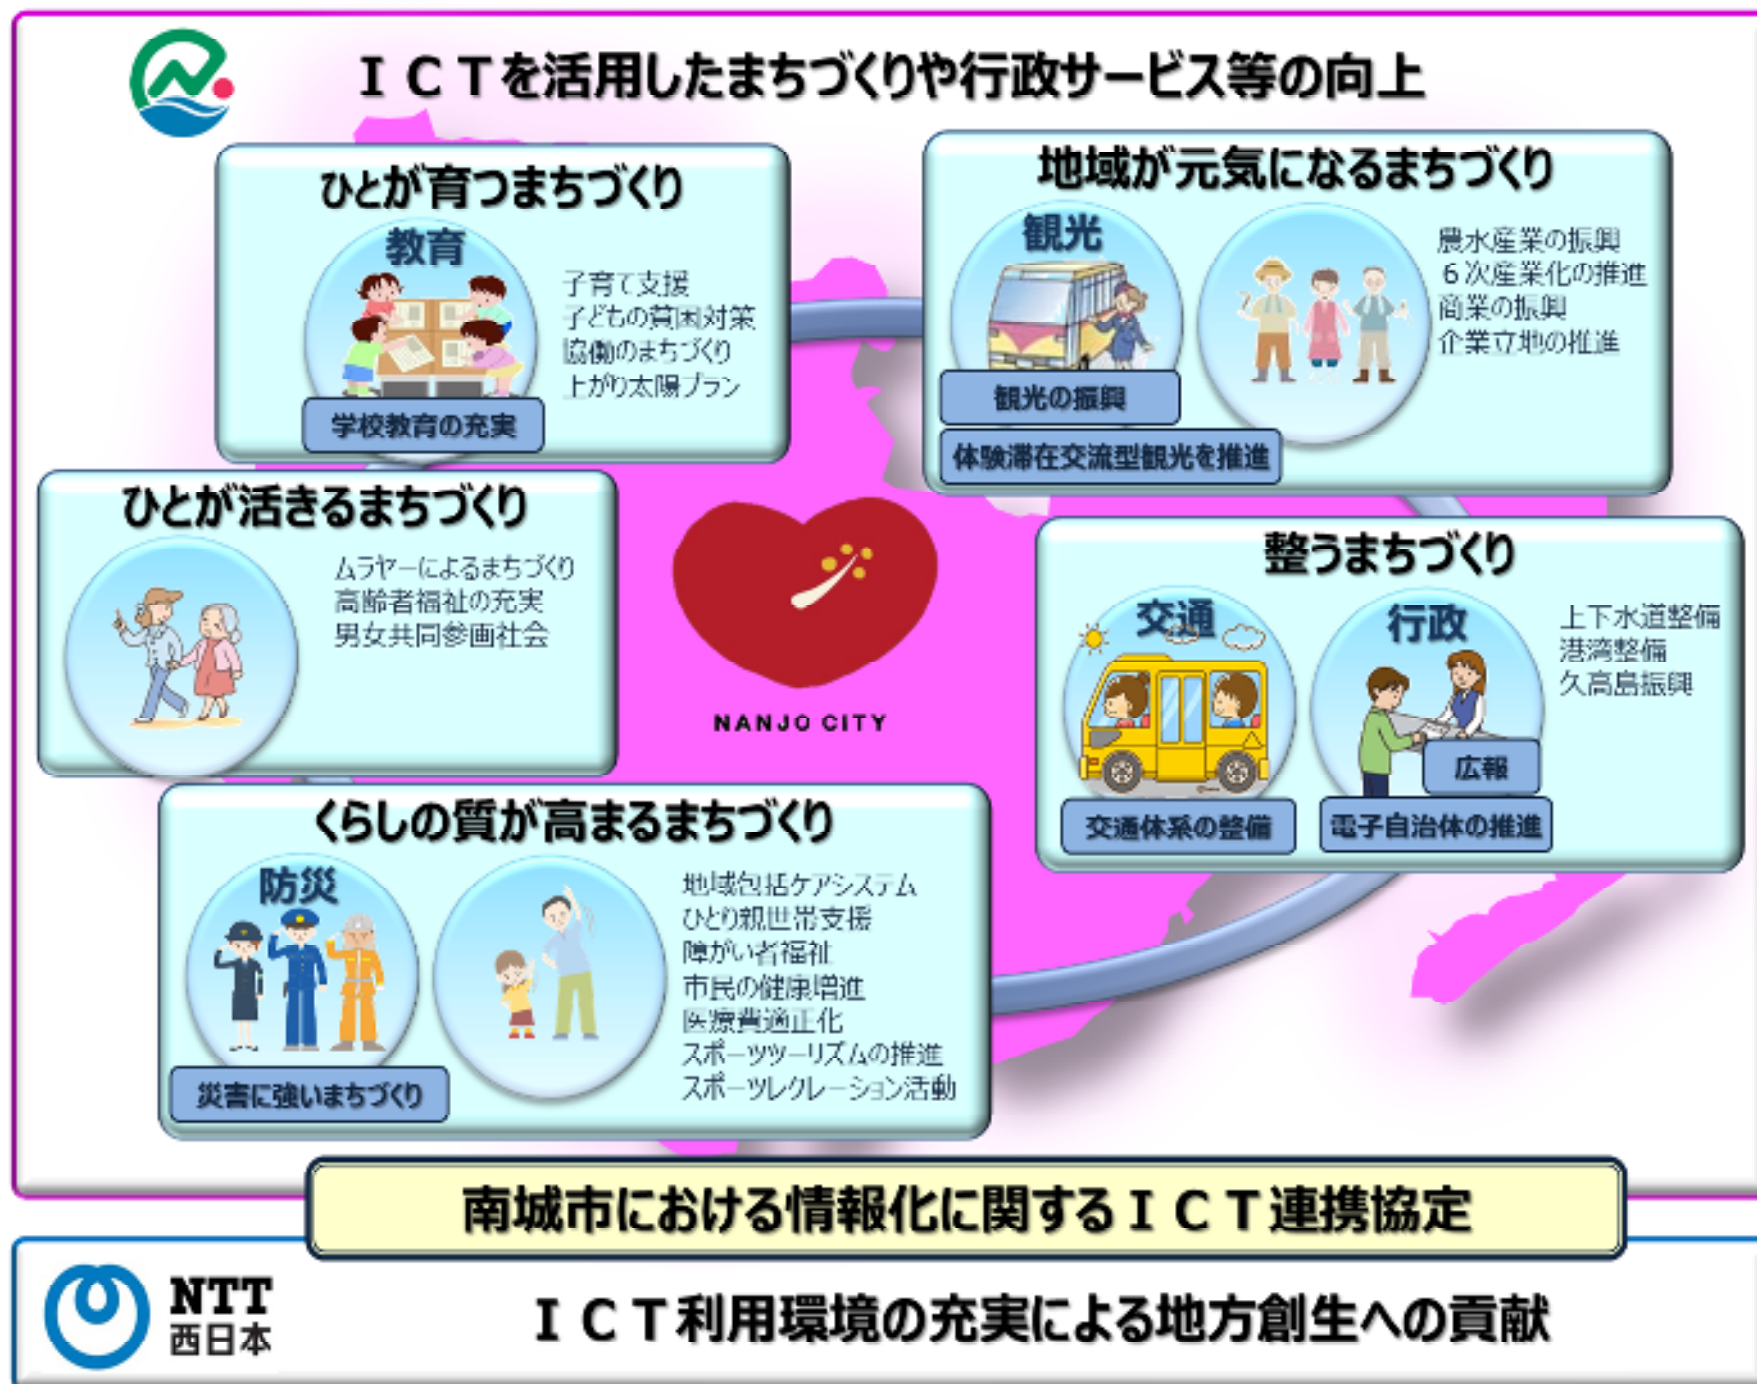 ＩＣＴを活用したまちづくりや行政サービス等の向上
ひとが育つまちづくり
教育
子育て支援
子どもの貧困対策
協働のまちづくり
上がり太陽プラン
学校教育の充実
地域が元気になるまちづくり
観光
農水産業の振興
６次産業化の推進
商業の振興
企業立地の推進
観光の振興
体験滞在交流型観光を推進
ひとが活きるまちづくり
ムラヤーによるまちづくり
高齢者福祉の充実
男女共同参画社会
NANJO CITY
整うまちづくり
交通
行政
上下水道整備
港湾整備
久高島振興
広報
交通体系の整備
電子自治体の推進
くらしの質が高まるまちづくり
防災
地域包括ケアシステム
ひとり親世帯支援
障がい者福祉
市民の健康増進
医療費適正化
スポーツツーリズムの推進
スポーツレクレーション活動
災害に強いまちづくり
南城市における情報化に関するＩＣＴ連携協定
NTT
西日本
ＩＣＴ利用環境の充実による地方創生への貢献